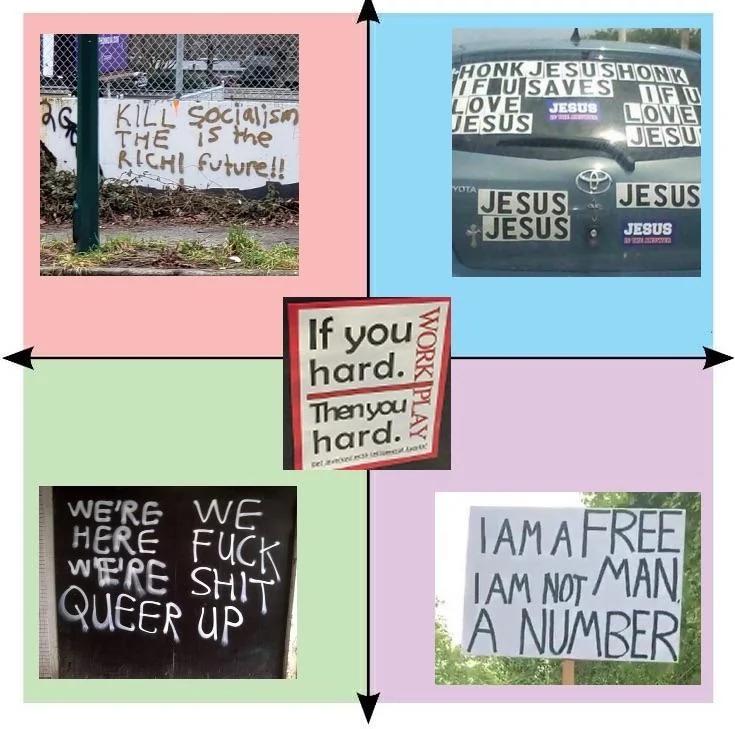 KILL Socialism
THE is the
RICH! future!!
HONK JESUS HONK
IF U SAVES IF U
LOVE JESUS LOVE
JESUS JESU
YOTA
JESUS JESUS
JESUS JESUS
If you WORK
hard.
Then you PLAY
hard.
WE'RE WE
HERE FUCK
WE'RE SHIT
QUEER UP
I AM A FREE
I AM NOT MAN,
A NUMBER